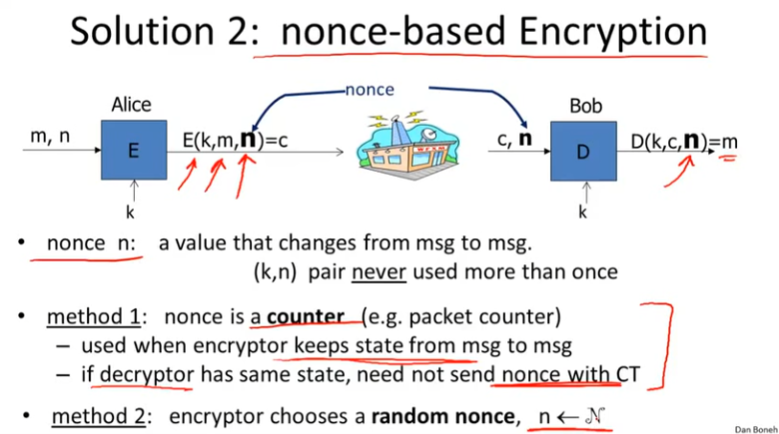 Solution 2: nonce-based Encryption
nonce
Alice
Bob
m, n
E
E(k,m,n)=c
c, n
D
D(k,c,n)=m
k
k
• nonce n: a value that changes from msg to msg.
(k,n) pair never used more than once
• method 1: nonce is a counter (e.g. packet counter)
– used when encryptor keeps state from msg to msg
– if decryptor has same state, need not send nonce with CT
• method 2: encryptor chooses a random nonce, n ← 𝒩
Dan Boneh